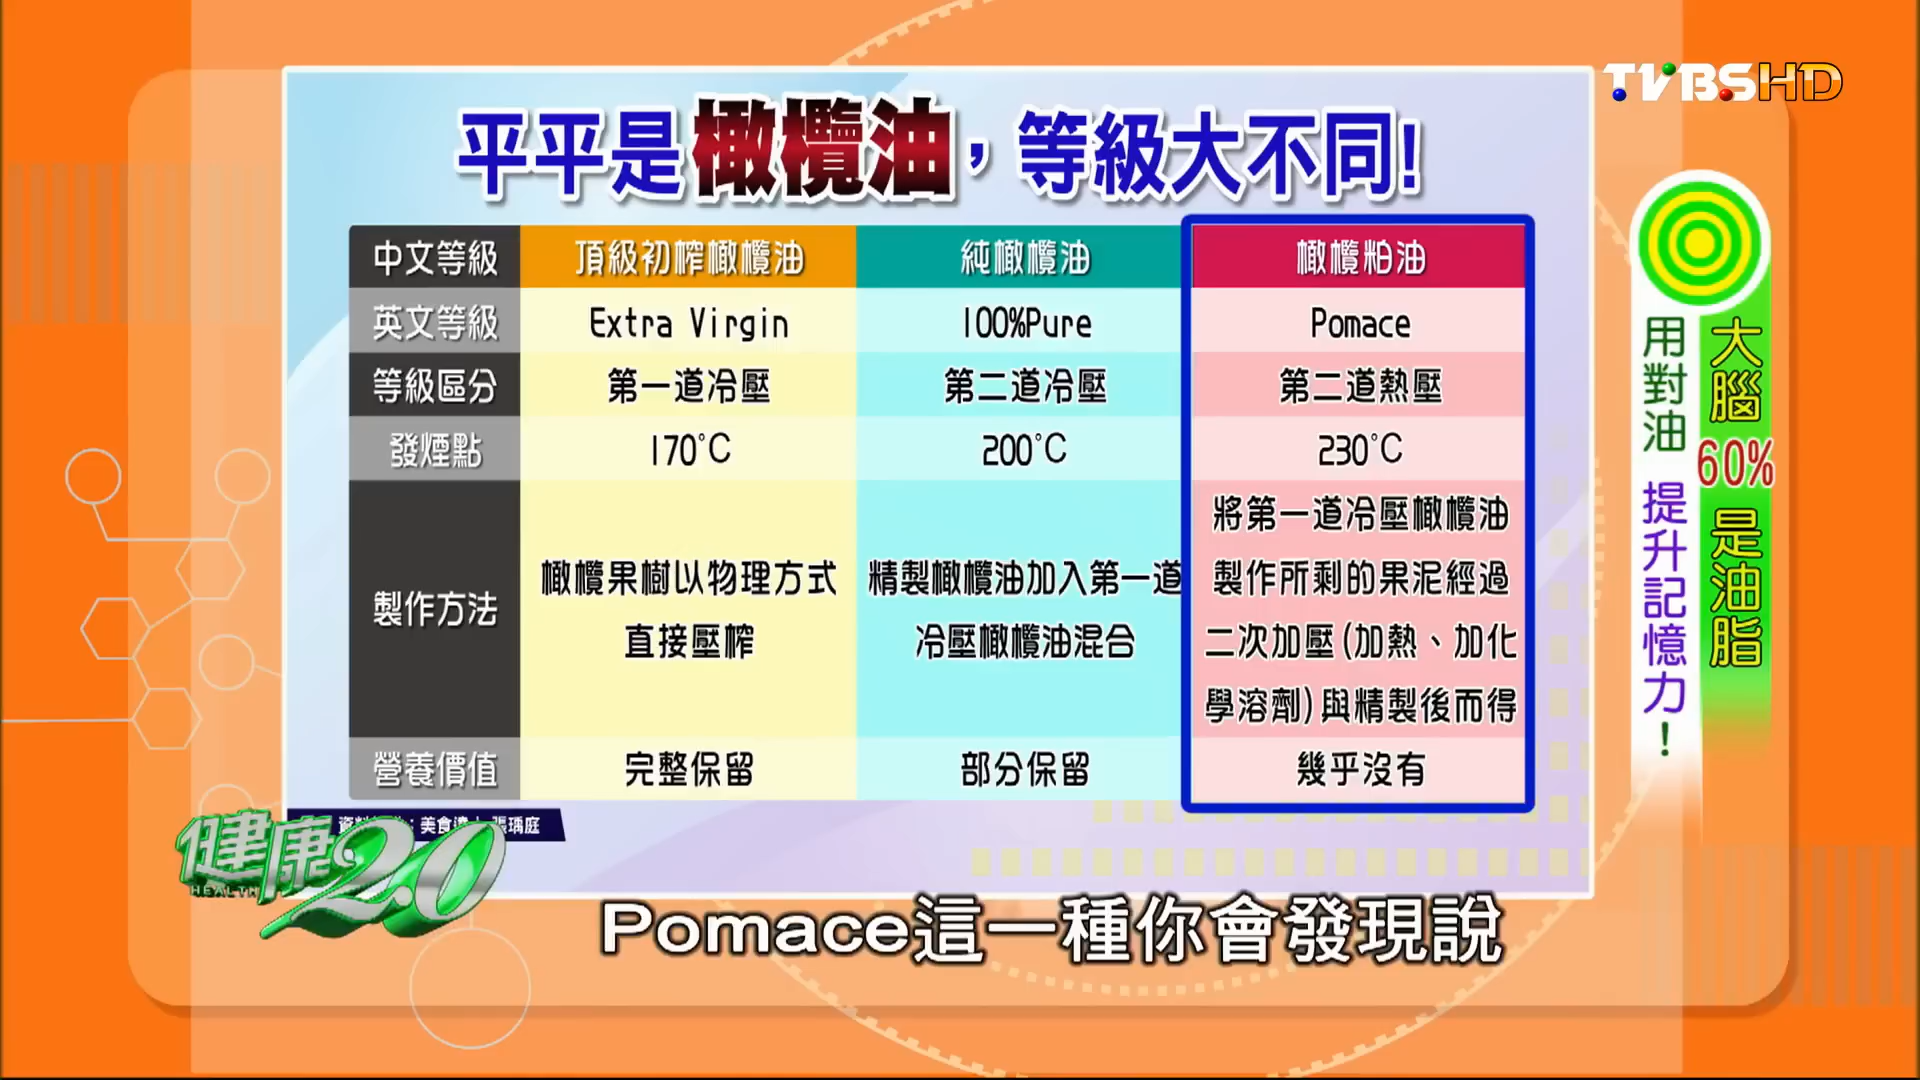 TVBSHD
平平是橄欖油，等級大不同!
中文等級 頂級初榨橄欖油 純橄欖油 橄欖粕油
英文等級 Extra Virgin 100%Pure Pomace
等級區分 第一道冷壓 第二道冷壓 第二道熱壓
發煙點 170℃ 200℃ 230℃
製作方法
橄欖果樹以物理方式
直接壓榨
精製橄欖油加入第一道
冷壓橄欖油混合
將第一道冷壓橄欖油
製作所剩的果泥經過
二次加壓(加熱、加化
學溶劑)與精製後而得
營養價值 完整保留 部分保留 幾乎沒有
大腦60%是油脂
用對油 提升記憶力！
：美食達人 張瑀庭
健康2.0
HEALTH
Pomace這一種你會發現說